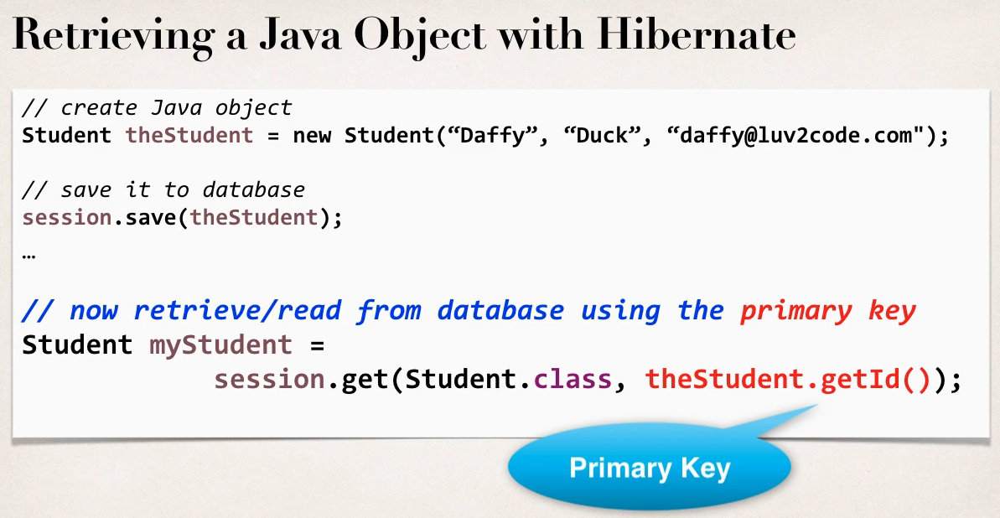 Retrieving a Java Object with Hibernate
// create Java object
Student theStudent = new Student(“Daffy”, “Duck”, “daffy@luv2code.com");
// save it to database
session.save(theStudent);
…
// now retrieve/read from database using the primary key
Student myStudent =
session.get(Student.class, theStudent.getId());
Primary Key